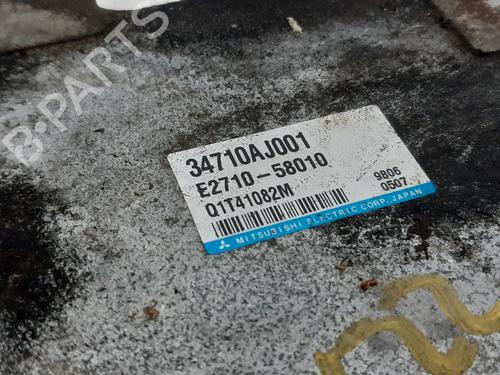 B-PARTS
34710AJ001
E2710-58010
Q1T41082M
9806
0507
MITSUBISHI ELECTRIC CORP., JAPAN